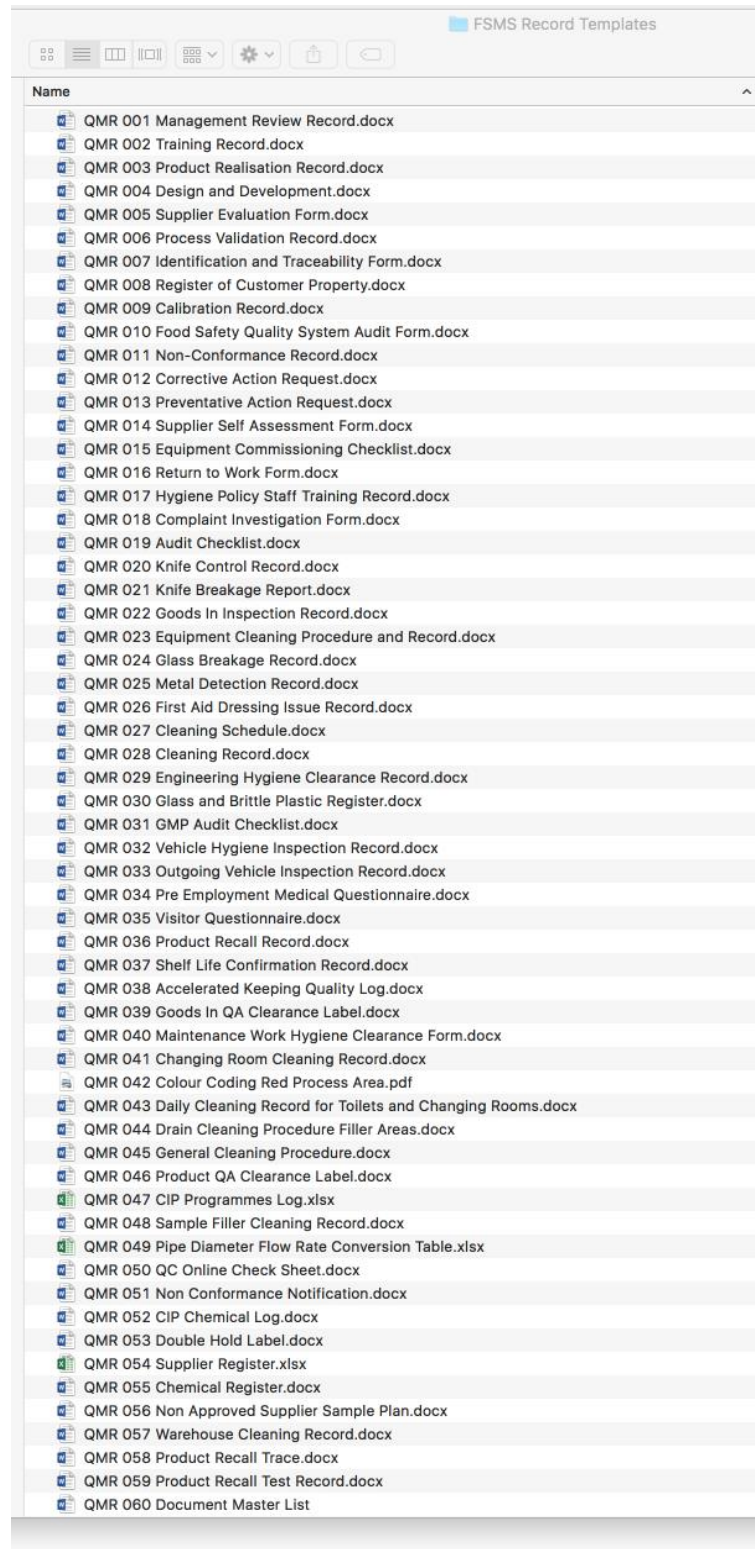 FSMS Record Templates
Name
QMR 001 Management Review Record.docx
QMR 002 Training Record.docx
QMR 003 Product Realisation Record.docx
QMR 004 Design and Development.docx
QMR 005 Supplier Evaluation Form.docx
QMR 006 Process Validation Record.docx
QMR 007 Identification and Traceability Form.docx
QMR 008 Register of Customer Property.docx
QMR 009 Calibration Record.docx
QMR 010 Food Safety Quality System Audit Form.docx
QMR 011 Non-Conformance Record.docx
QMR 012 Corrective Action Request.docx
QMR 013 Preventative Action Request.docx
QMR 014 Supplier Self Assessment Form.docx
QMR 015 Equipment Commissioning Checklist.docx
QMR 016 Return to Work Form.docx
QMR 017 Hygiene Policy Staff Training Record.docx
QMR 018 Complaint Investigation Form.docx
QMR 019 Audit Checklist.docx
QMR 020 Knife Control Record.docx
QMR 021 Knife Breakage Report.docx
QMR 022 Goods In Inspection Record.docx
QMR 023 Equipment Cleaning Procedure and Record.docx
QMR 024 Glass Breakage Record.docx
QMR 025 Metal Detection Record.docx
QMR 026 First Aid Dressing Issue Record.docx
QMR 027 Cleaning Schedule.docx
QMR 028 Cleaning Record.docx
QMR 029 Engineering Hygiene Clearance Record.docx
QMR 030 Glass and Brittle Plastic Register.docx
QMR 031 GMP Audit Checklist.docx
QMR 032 Vehicle Hygiene Inspection Record.docx
QMR 033 Outgoing Vehicle Inspection Record.docx
QMR 034 Pre Employment Medical Questionnaire.docx
QMR 035 Visitor Questionnaire.docx
QMR 036 Product Recall Record.docx
QMR 037 Shelf Life Confirmation Record.docx
QMR 038 Accelerated Keeping Quality Log.docx
QMR 039 Goods In QA Clearance Label.docx
QMR 040 Maintenance Work Hygiene Clearance Form.docx
QMR 041 Changing Room Cleaning Record.docx
QMR 042 Colour Coding Red Process Area.pdf
QMR 043 Daily Cleaning Record for Toilets and Changing Rooms.docx
QMR 044 Drain Cleaning Procedure Filler Areas.docx
QMR 045 General Cleaning Procedure.docx
QMR 046 Product QA Clearance Label.docx
QMR 047 CIP Programmes Log.xlsx
QMR 048 Sample Filler Cleaning Record.docx
QMR 049 Pipe Diameter Flow Rate Conversion Table.xlsx
QMR 050 QC Online Check Sheet.docx
QMR 051 Non Conformance Notification.docx
QMR 052 CIP Chemical Log.docx
QMR 053 Double Hold Label.docx
QMR 054 Supplier Register.xlsx
QMR 055 Chemical Register.docx
QMR 056 Non Approved Supplier Sample Plan.docx
QMR 057 Warehouse Cleaning Record.docx
QMR 058 Product Recall Trace.docx
QMR 059 Product Recall Test Record.docx
QMR 060 Document Master List